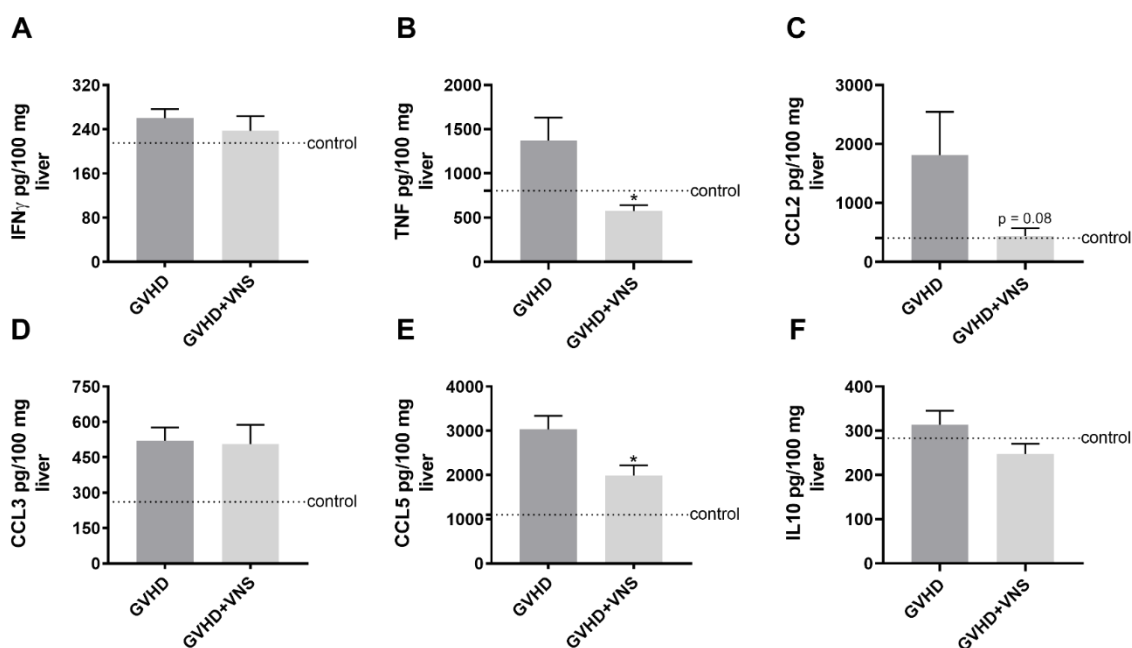 A
IFNγ pg/100 mg
liver
320
240
160
80
0
control
GVHD
GVHD+VNS
B
TNF pg/100 mg
liver
2000
1500
1000
500
0
control
*
GVHD
GVHD+VNS
C
CCL2 pg/100 mg
liver
3000
2000
1000
0
p = 0.08
control
GVHD
GVHD+VNS
D
CCL3 pg/100 mg
liver
750
600
450
300
150
0
control
GVHD
GVHD+VNS
E
CCL5 pg/100 mg
liver
4000
3000
2000
1000
0
*
control
GVHD
GVHD+VNS
F
IL10 pg/100 mg
liver
400
300
200
100
0
control
GVHD
GVHD+VNS